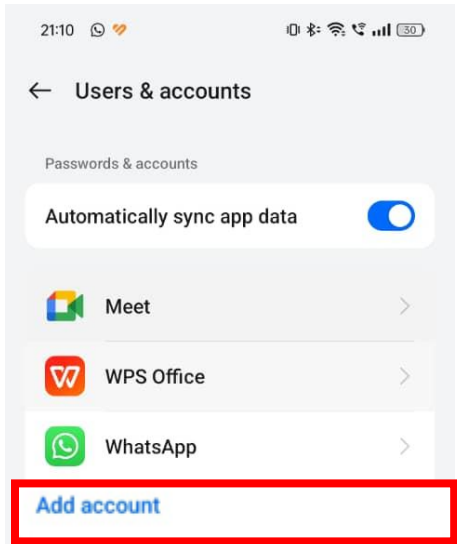 21:10 30
Users & accounts
Passwords & accounts
Automatically sync app data
Meet
WPS Office
WhatsApp
Add account